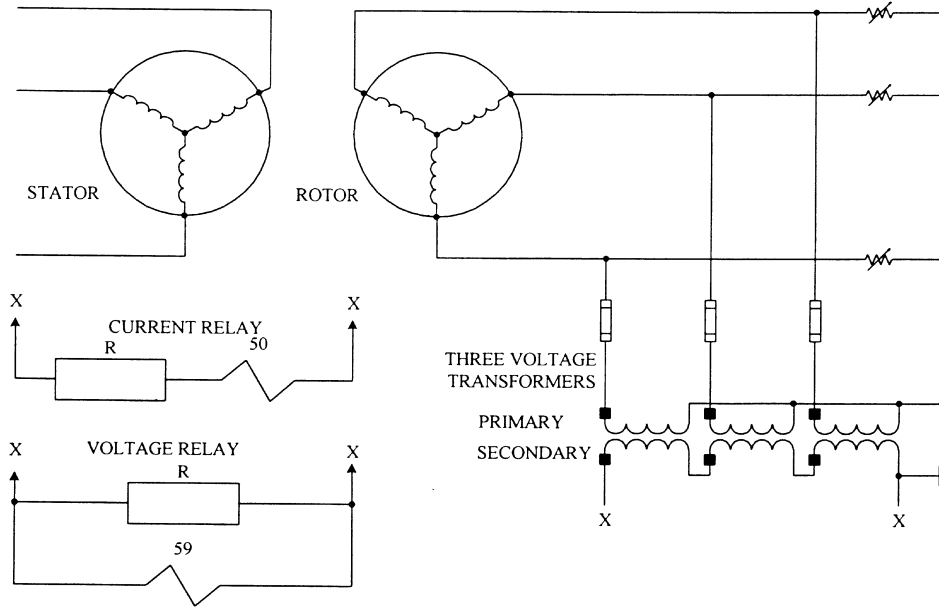 STATOR
ROTOR
X
X
CURRENT RELAY
R
50
THREE VOLTAGE
TRANSFORMERS
PRIMARY
SECONDARY
X
X
VOLTAGE RELAY
X
X
R
59